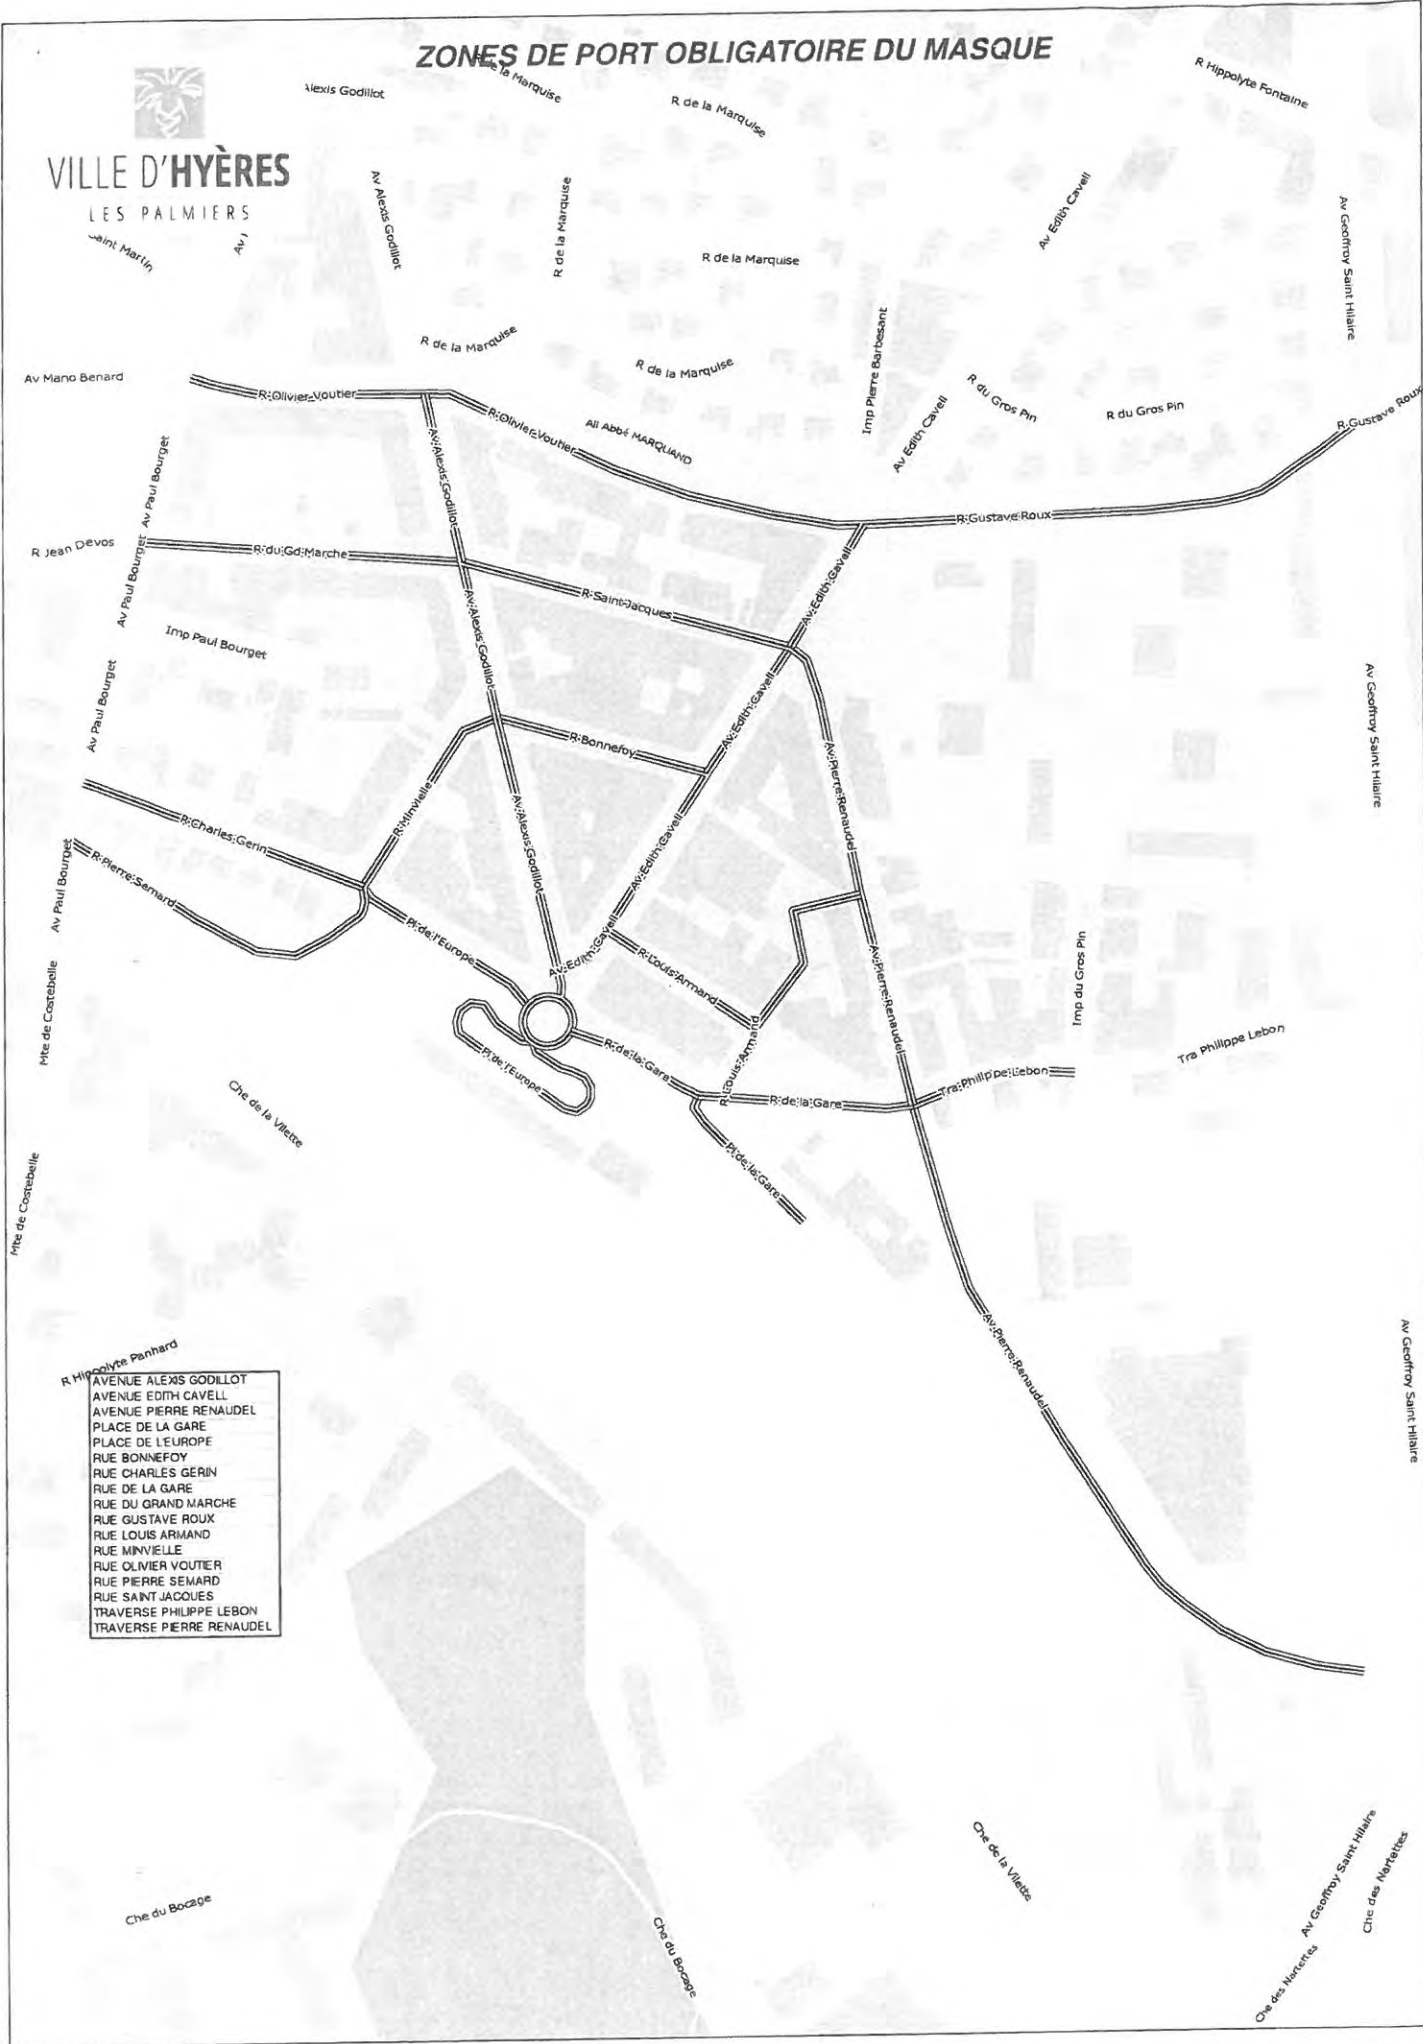 ZONES DE PORT OBLIGATOIRE DU MASQUE
VILLE D'HYÈRES
LES PALMIERS
Alexis Godillot
R de la Marquise
R de la Marquise
R Hippolyte Fontaine
Saint Martin
Av Alexis Godillot
R de la Marquise
R de la Marquise
Av Edith Cavell
Av Geoffroy Saint Hilaire
R de la Marquise
R de la Marquise
Imp Pierre Barbesant
Av Mano Benard
R Olivier Voutier
R Olivier Voutier
All Abbé MARQUAND
Av Edith Cavell
R du Gros Pin
R du Gros Pin
R Gustave Roux
Av Paul Bourget
Av Alexis Godillot
R Gustave Roux
R Jean Devos
Av Paul Bourget
R du Gd Marche
Av Alexis Godillot
R Saint Jacques
Av Edith Cavell
Imp Paul Bourget
Av Paul Bourget
Av Edith Cavell
R Bonnefoy
Av Pierre Renaudel
Av Geoffroy Saint Hilaire
R Charles Gerin
R Minvielle
Av Alexis Godillot
Av Edith Cavell
Av Paul Bourget
R Pierre Semard
Pl de l'Europe
Av Edith Cavell
R Louis Armand
Av Pierre Renaudel
Imp du Gros Pin
Mte de Costebelle
R de la Gare
R Louis Armand
Pl de l'Europe
R de la Gare
Tra Philippe Lebon
Tra Philippe Lebon
Che de la Vilette
Pl de la Gare
Mte de Costebelle
Av Pierre Renaudel
Av Geoffroy Saint Hilaire
R Hippolyte Panhard
AVENUE ALEXIS GODILLOT
AVENUE EDITH CAVELL
AVENUE PIERRE RENAUDEL
PLACE DE LA GARE
PLACE DE L'EUROPE
RUE BONNEFOY
RUE CHARLES GERIN
RUE DE LA GARE
RUE DU GRAND MARCHE
RUE GUSTAVE ROUX
RUE LOUIS ARMAND
RUE MINVIELLE
RUE OLIVIER VOUTIER
RUE PIERRE SEMARD
RUE SAINT JACQUES
TRAVERSE PHILIPPE LEBON
TRAVERSE PIERRE RENAUDEL
Che du Bocage
Che du Bocage
Che de la Vilette
Av Geoffroy Saint Hilaire
Che des Nartettes
Che des Nartettes